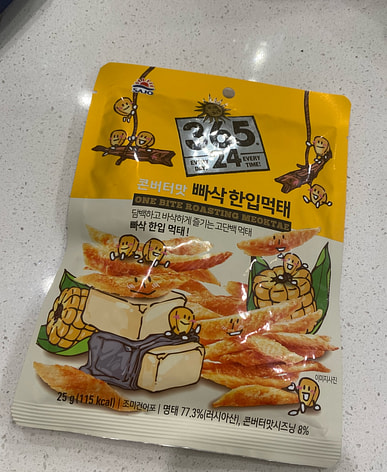 SAJO
365.
24
EVERY DAY
EVERY TIME!
콘버터맛 빠삭 한입먹태
ONE BITE ROASTING MEOKTAE
담백하고 바삭하게 즐기는 고단백 먹태
빠삭 한입 먹태!
이미지사진
25 g (115 kcal) | 조미건어포 | 명태 77.3%(러시아산), 콘버터맛시즈닝 8%